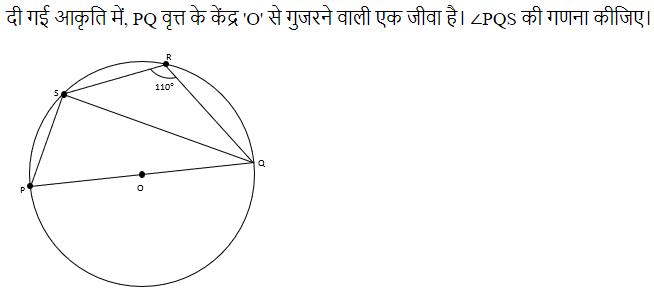 दी गई आकृति में, PQ वृत्त के केंद्र 'O' से गुजरने वाली एक जीवा है। ∠PQS की गणना कीजिए।
R
S
110°
Q
P
O